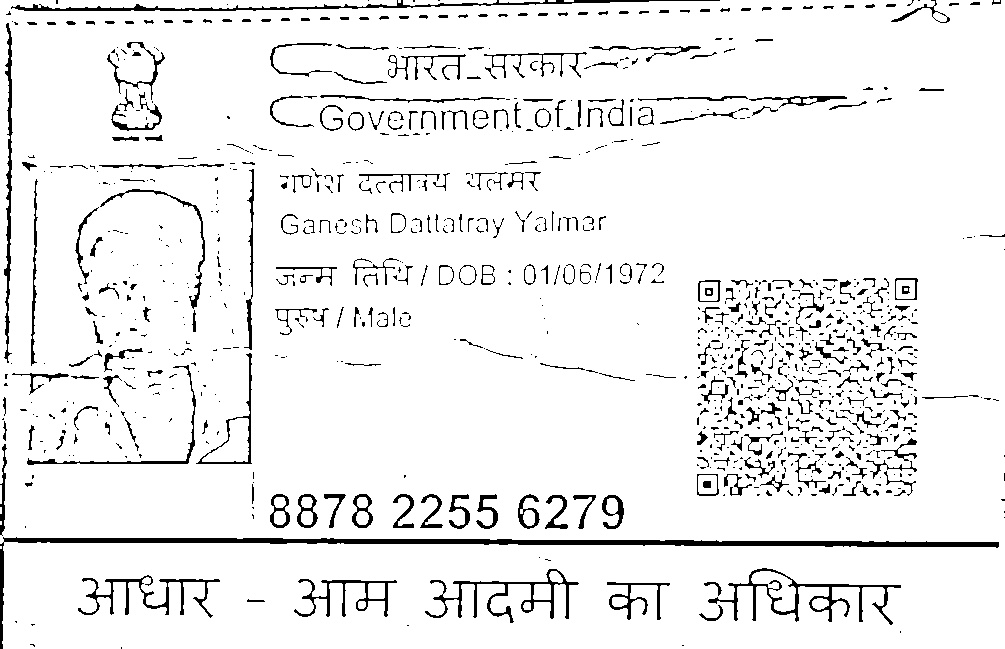 भारत सरकार
Government of India
गणेश दत्तात्रय यलमर
Ganesh Dattatray Yalmar
जन्म तिथि / DOB : 01/06/1972
पुरुष / Male
8878 2255 6279
आधार - आम आदमी का अधिकार